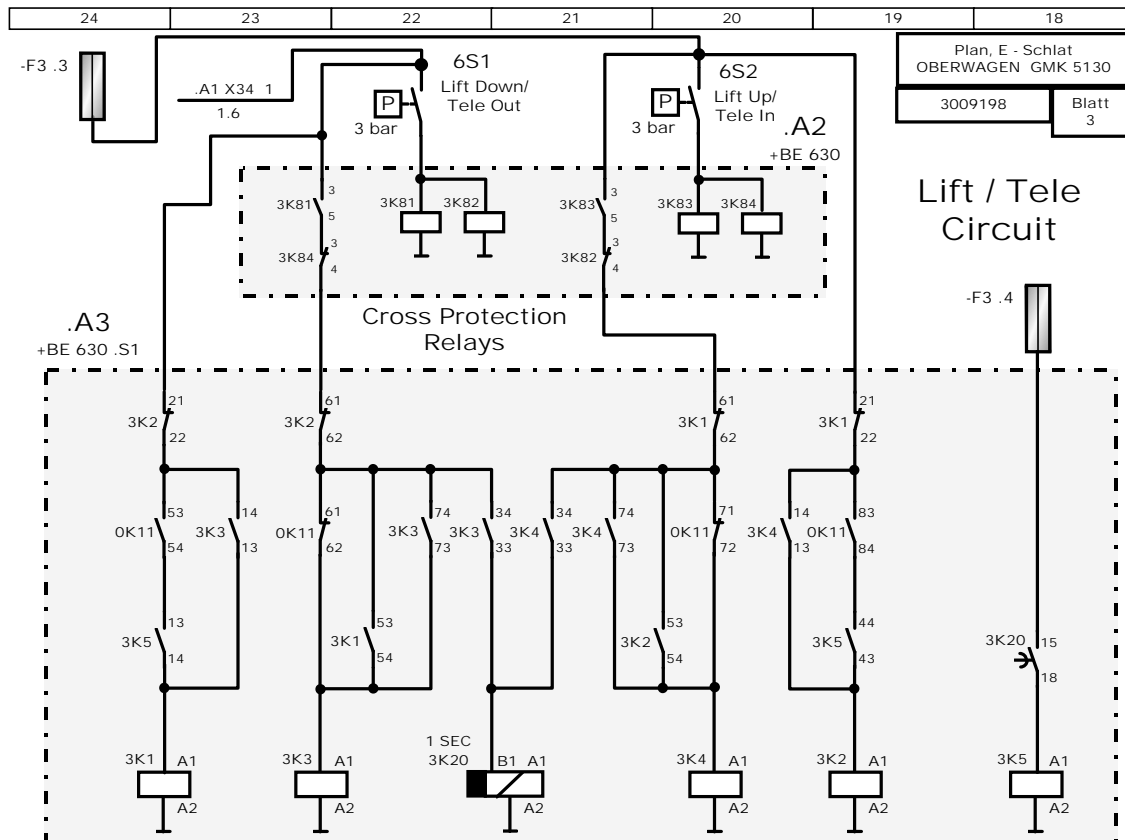 24 23 22 21 20 19 18
Plan, E - Schlat
OBERWAGEN GMK 5130
3009198
Blatt
3
-F3 .3
.A1 X34 1
1.6
6S1
Lift Down/
Tele Out
P
3 bar
6S2
Lift Up/
Tele In
P
3 bar
.A2
+BE 630
Lift / Tele
Circuit
3K81 3 5
3K84 3 4
3K81 3K82
3K83 3 5
3K82 3 4
3K83 3K84
Cross Protection
Relays
-F3 .4
.A3
+BE 630 .S1
3K2 21 22
3K2 61 62
3K1 61 62
3K1 21 22
0K11 53 54
3K3 14 13
0K11 61 62
3K3 74 73
3K3 34 33
3K4 34 33
3K4 74 73
0K11 71 72
3K4 14 13
0K11 83 84
3K5 13 14
3K1 53 54
3K2 53 54
3K5 44 43
3K20 15 18
1 SEC
3K1 A1 A2
3K3 A1 A2
3K20 B1 A1 A2
3K4 A1 A2
3K2 A1 A2
3K5 A1 A2